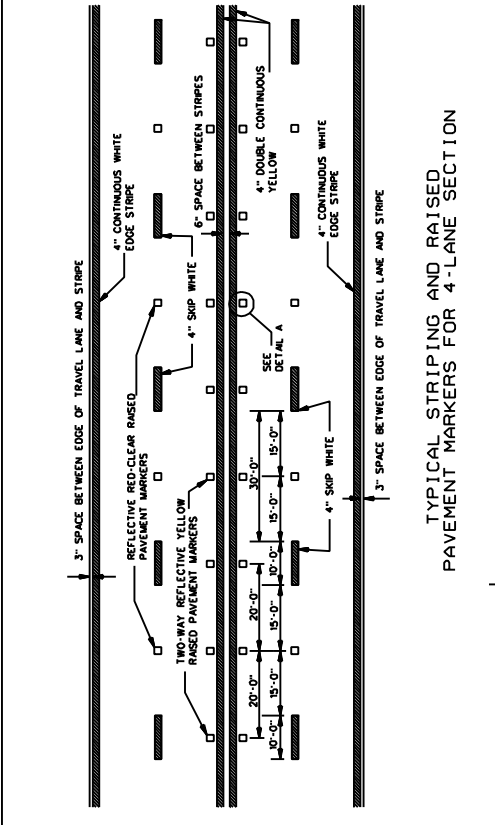 3" SPACE BETWEEN EDGE OF TRAVEL LANE AND STRIPE
4" CONTINUOUS WHITE
EDGE STRIPE
REFLECTIVE RED-CLEAR RAISED
PAVEMENT MARKERS
4" SKIP WHITE
6" SPACE BETWEEN STRIPES
TWO-WAY REFLECTIVE YELLOW
RAISED PAVEMENT MARKERS
4" DOUBLE CONTINUOUS
YELLOW
SEE
DETAIL A
20'-0"
20'-0"
30'-0"
10'-0"
15'-0"
15'-0"
10'-0"
15'-0"
15'-0"
4" SKIP WHITE
4" CONTINUOUS WHITE
EDGE STRIPE
3" SPACE BETWEEN EDGE OF TRAVEL LANE AND STRIPE
TYPICAL STRIPING AND RAISED
PAVEMENT MARKERS FOR 4-LANE SECTION